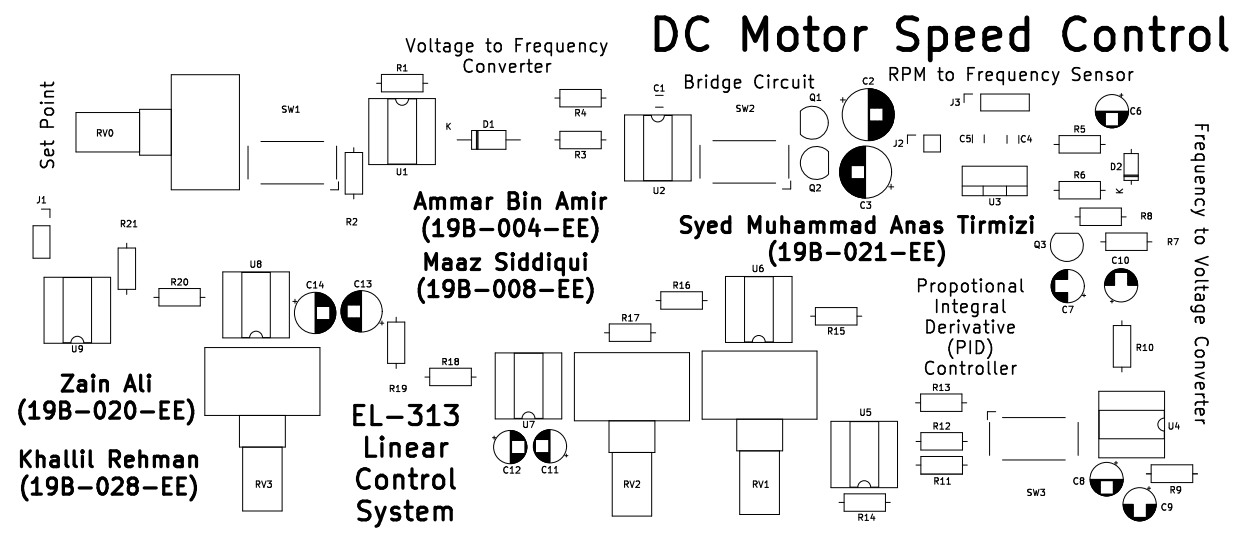 DC Motor Speed Control
Voltage to Frequency
Converter
Bridge Circuit
RPM to Frequency Sensor
Set Point
RV0
SW1
R1
U1
K
D1
R4
R3
R2
C1
U2
SW2
Q1
Q2
C2
C3
J3
J2
C5
C4
U3
C6
R5
R6
D2
K
R8
R7
Q3
C7
C10
Frequency to Voltage Converter
J1
R21
R20
U9
U8
C14
C13
R19
R18
Ammar Bin Amir
(19B-004-EE)
Maaz Siddiqui
(19B-008-EE)
Syed Muhammad Anas Tirmizi
(19B-021-EE)
R16
R17
U6
R15
Propotional
Integral
Derivative
(PID)
Controller
R10
Zain Ali
(19B-020-EE)
Khallil Rehman
(19B-028-EE)
RV3
EL-313
Linear
Control
System
U7
C12
C11
RV2
RV1
U5
R14
R13
R12
R11
SW3
U4
C8
C9
R9